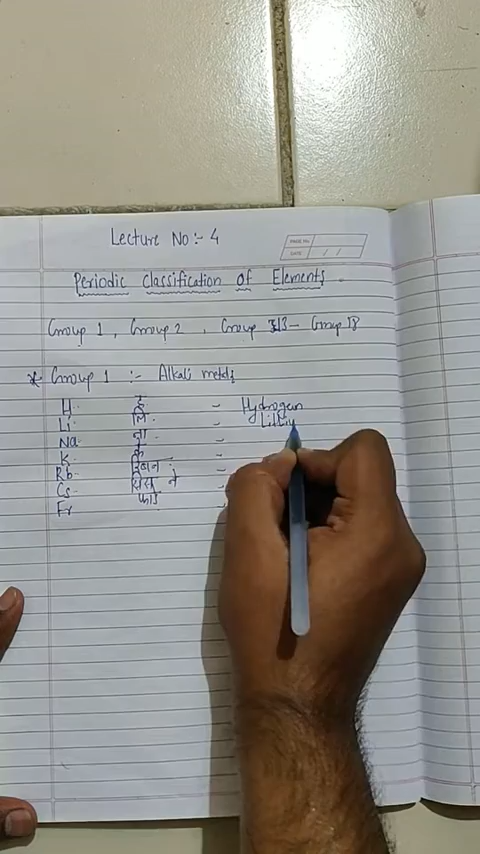 Lecture No:- 4
PAGE No.
DATE / /
Periodic Classification of Elements.
Group 1, Group 2, Group 13 - Group 18
* Group 1 :- Alkali metals
H है - Hydrogen
Li लि - Lithiu
Na ना -
K के -
Rb रुबीना -
Cs से -
Fr फ्राई -